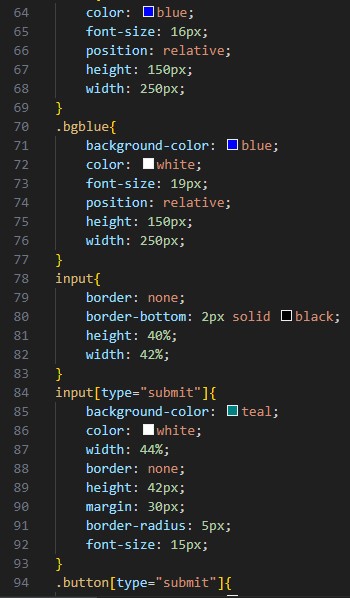 64 color: blue;
65 font-size: 16px;
66 position: relative;
67 height: 150px;
68 width: 250px;
69 }
70 .bgblue{
71 background-color: blue;
72 color: white;
73 font-size: 19px;
74 position: relative;
75 height: 150px;
76 width: 250px;
77 }
78 input{
79 border: none;
80 border-bottom: 2px solid black;
81 height: 40%;
82 width: 42%;
83 }
84 input[type="submit"]{
85 background-color: teal;
86 color: white;
87 width: 44%;
88 border: none;
89 height: 42px;
90 margin: 30px;
91 border-radius: 5px;
92 font-size: 15px;
93 }
94 .button[type="submit"]{